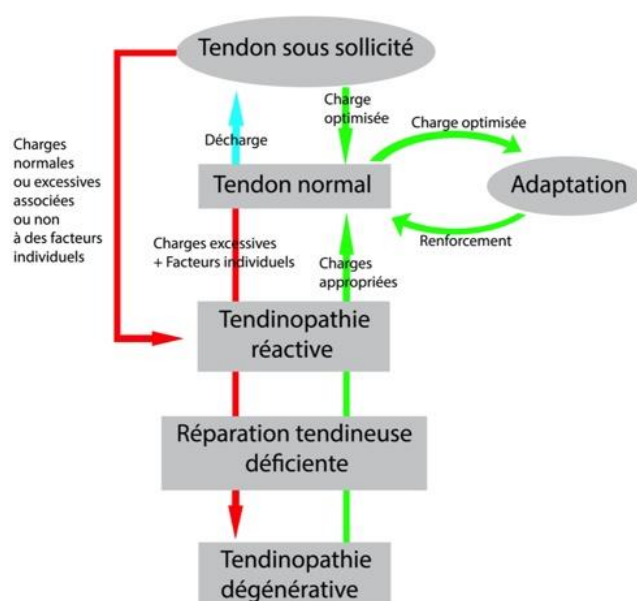 Tendon sous sollicité
Charges
normales
ou excessives
associées
ou non
à des facteurs
individuels
Décharge
Charge
optimisée
Charge optimisée
Tendon normal
Adaptation
Renforcement
Charges excessives
+ Facteurs individuels
Charges
appropriées
Tendinopathie
réactive
Réparation tendineuse
déficiente
Tendinopathie
dégénérative